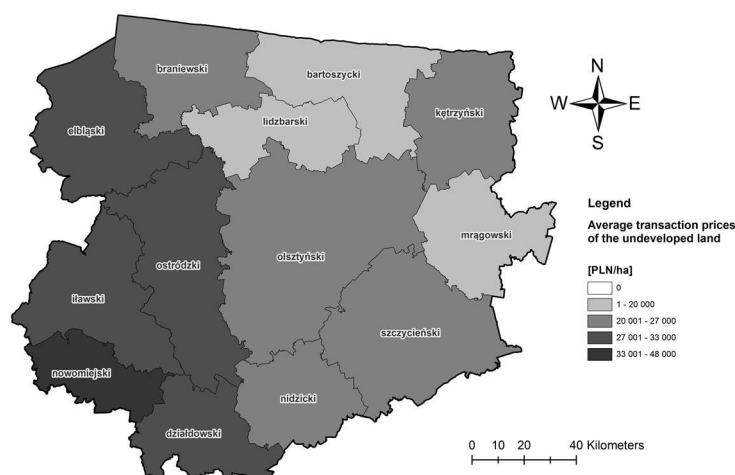 braniewski
bartoszycki
N
W E
S
elbląski
lidzbarski
kętrzyński
Legend
Average transaction prices
of the undeveloped land
mrągowski
ostródzki
olsztyński
[PLN/ha]
0
iławski
1 - 20 000
20 001 - 27 000
szczycieński
27 001 - 33 000
33 001 - 48 000
nowomiejski
nidzicki
działdowski
0 10 20 40 Kilometers